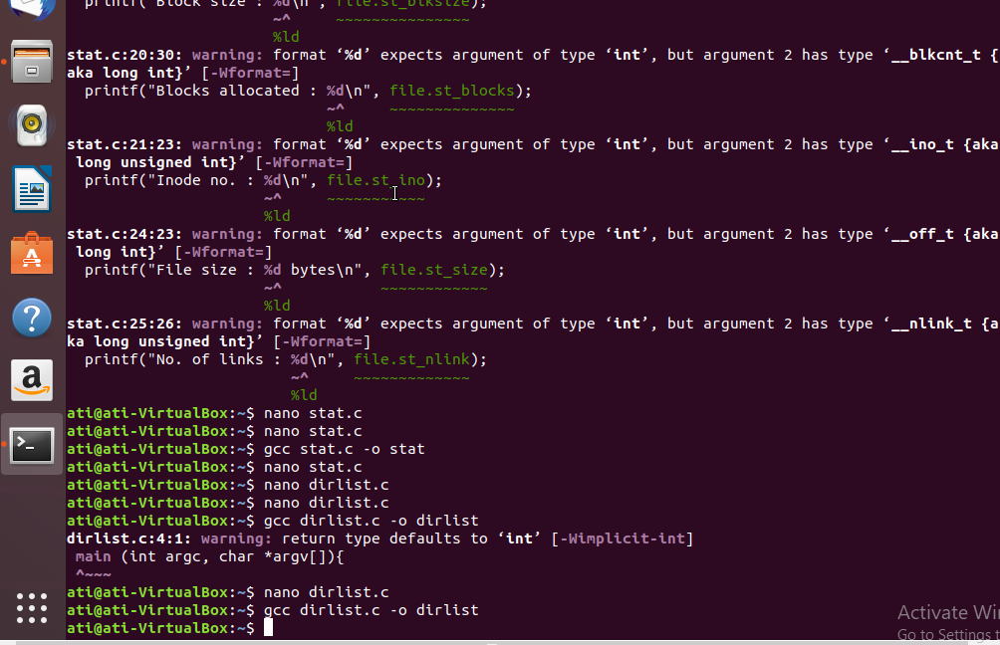 printf("Block size : %d\n", file.st_blksize);
~^ ~~~~~~~~~~~~~~~
%ld
stat.c:20:30: warning: format ‘%d’ expects argument of type ‘int’, but argument 2 has type ‘__blkcnt_t {
aka long int}’ [-Wformat=]
printf("Blocks allocated : %d\n", file.st_blocks);
~^ ~~~~~~~~~~~~~~
%ld
stat.c:21:23: warning: format ‘%d’ expects argument of type ‘int’, but argument 2 has type ‘__ino_t {aka
long unsigned int}’ [-Wformat=]
printf("Inode no. : %d\n", file.st_ino);
~^ ~~~~~~~~~~~
%ld
stat.c:24:23: warning: format ‘%d’ expects argument of type ‘int’, but argument 2 has type ‘__off_t {aka
long int}’ [-Wformat=]
printf("File size : %d bytes\n", file.st_size);
~^ ~~~~~~~~~~~~
%ld
stat.c:25:26: warning: format ‘%d’ expects argument of type ‘int’, but argument 2 has type ‘__nlink_t {a
ka long unsigned int}’ [-Wformat=]
printf("No. of links : %d\n", file.st_nlink);
~^ ~~~~~~~~~~~~~
%ld
ati@ati-VirtualBox:~$ nano stat.c
ati@ati-VirtualBox:~$ nano stat.c
ati@ati-VirtualBox:~$ gcc stat.c -o stat
ati@ati-VirtualBox:~$ nano stat.c
ati@ati-VirtualBox:~$ nano dirlist.c
ati@ati-VirtualBox:~$ nano dirlist.c
ati@ati-VirtualBox:~$ gcc dirlist.c -o dirlist
dirlist.c:4:1: warning: return type defaults to ‘int’ [-Wimplicit-int]
main (int argc, char *argv[]){
^~~~
ati@ati-VirtualBox:~$ nano dirlist.c
ati@ati-VirtualBox:~$ gcc dirlist.c -o dirlist
ati@ati-VirtualBox:~$
Activate Wi
Go to Settings t